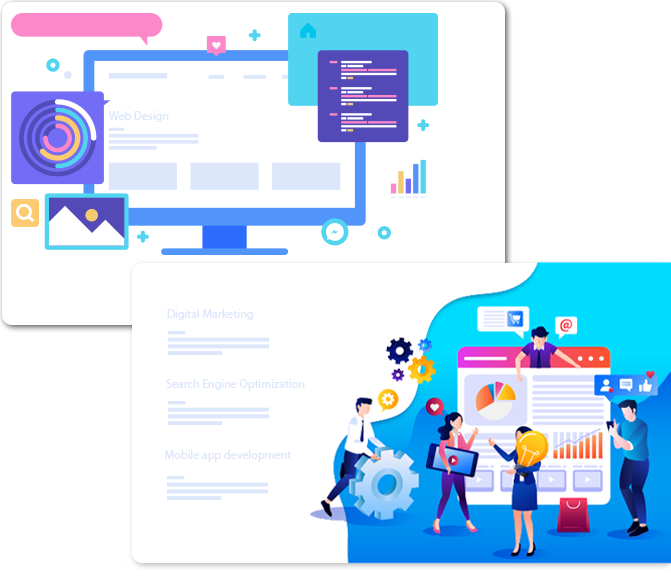 Web Design
Digital Marketing
Search Engine Optimization
Mobile app development
@